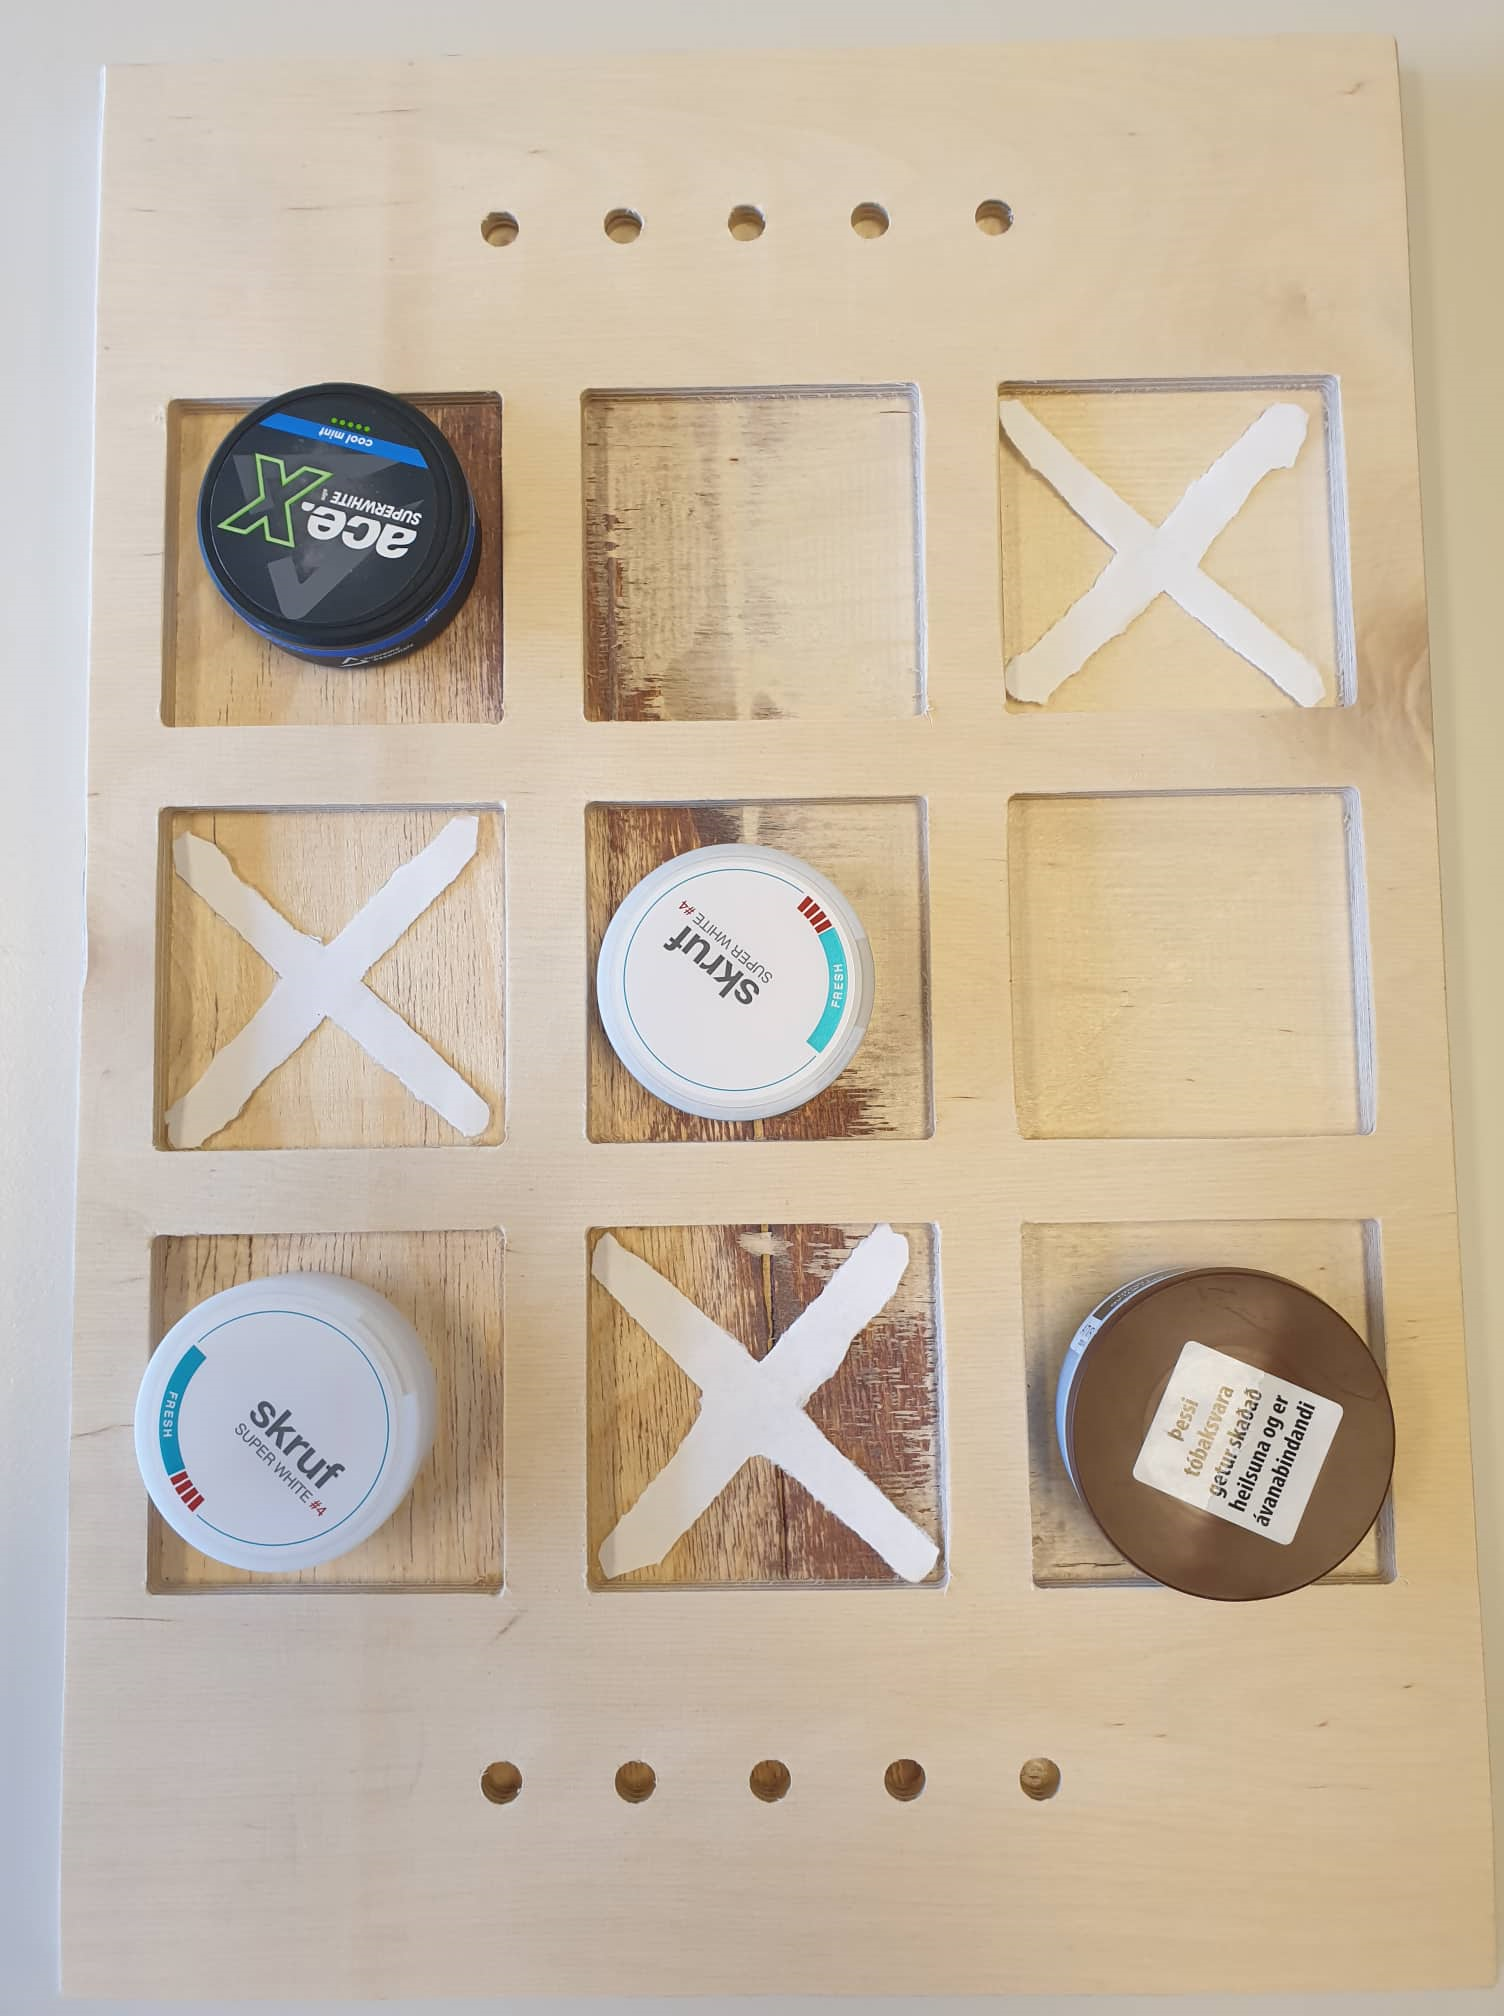 cool mint
ace.
X
SUPERWHITE
skruf
SUPER WHITE #4
FRESH
skruf
SUPER WHITE #4
FRESH
Þessi
tóbaksvara
getur skaðað
heilsuna og er
ávanabindandi